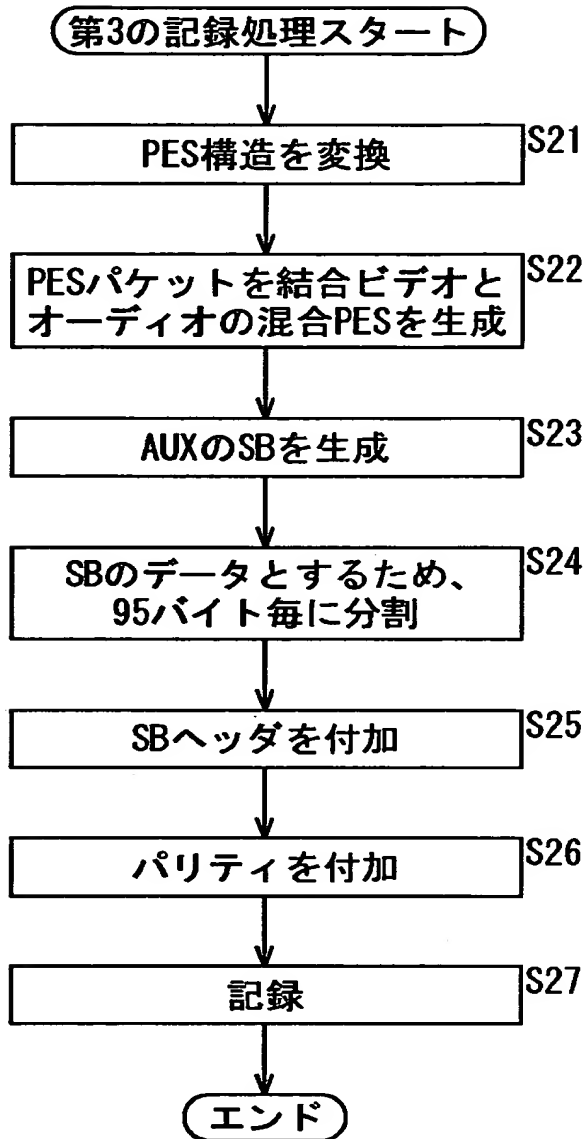 第3の記録処理スタート
PES構造を変換
S21
PESパケットを結合ビデオと
オーディオの混合PESを生成
S22
AUXのSBを生成
S23
SBのデータとするため、
95バイト毎に分割
S24
SBヘッダを付加
S25
パリティを付加
S26
記録
S27
エンド